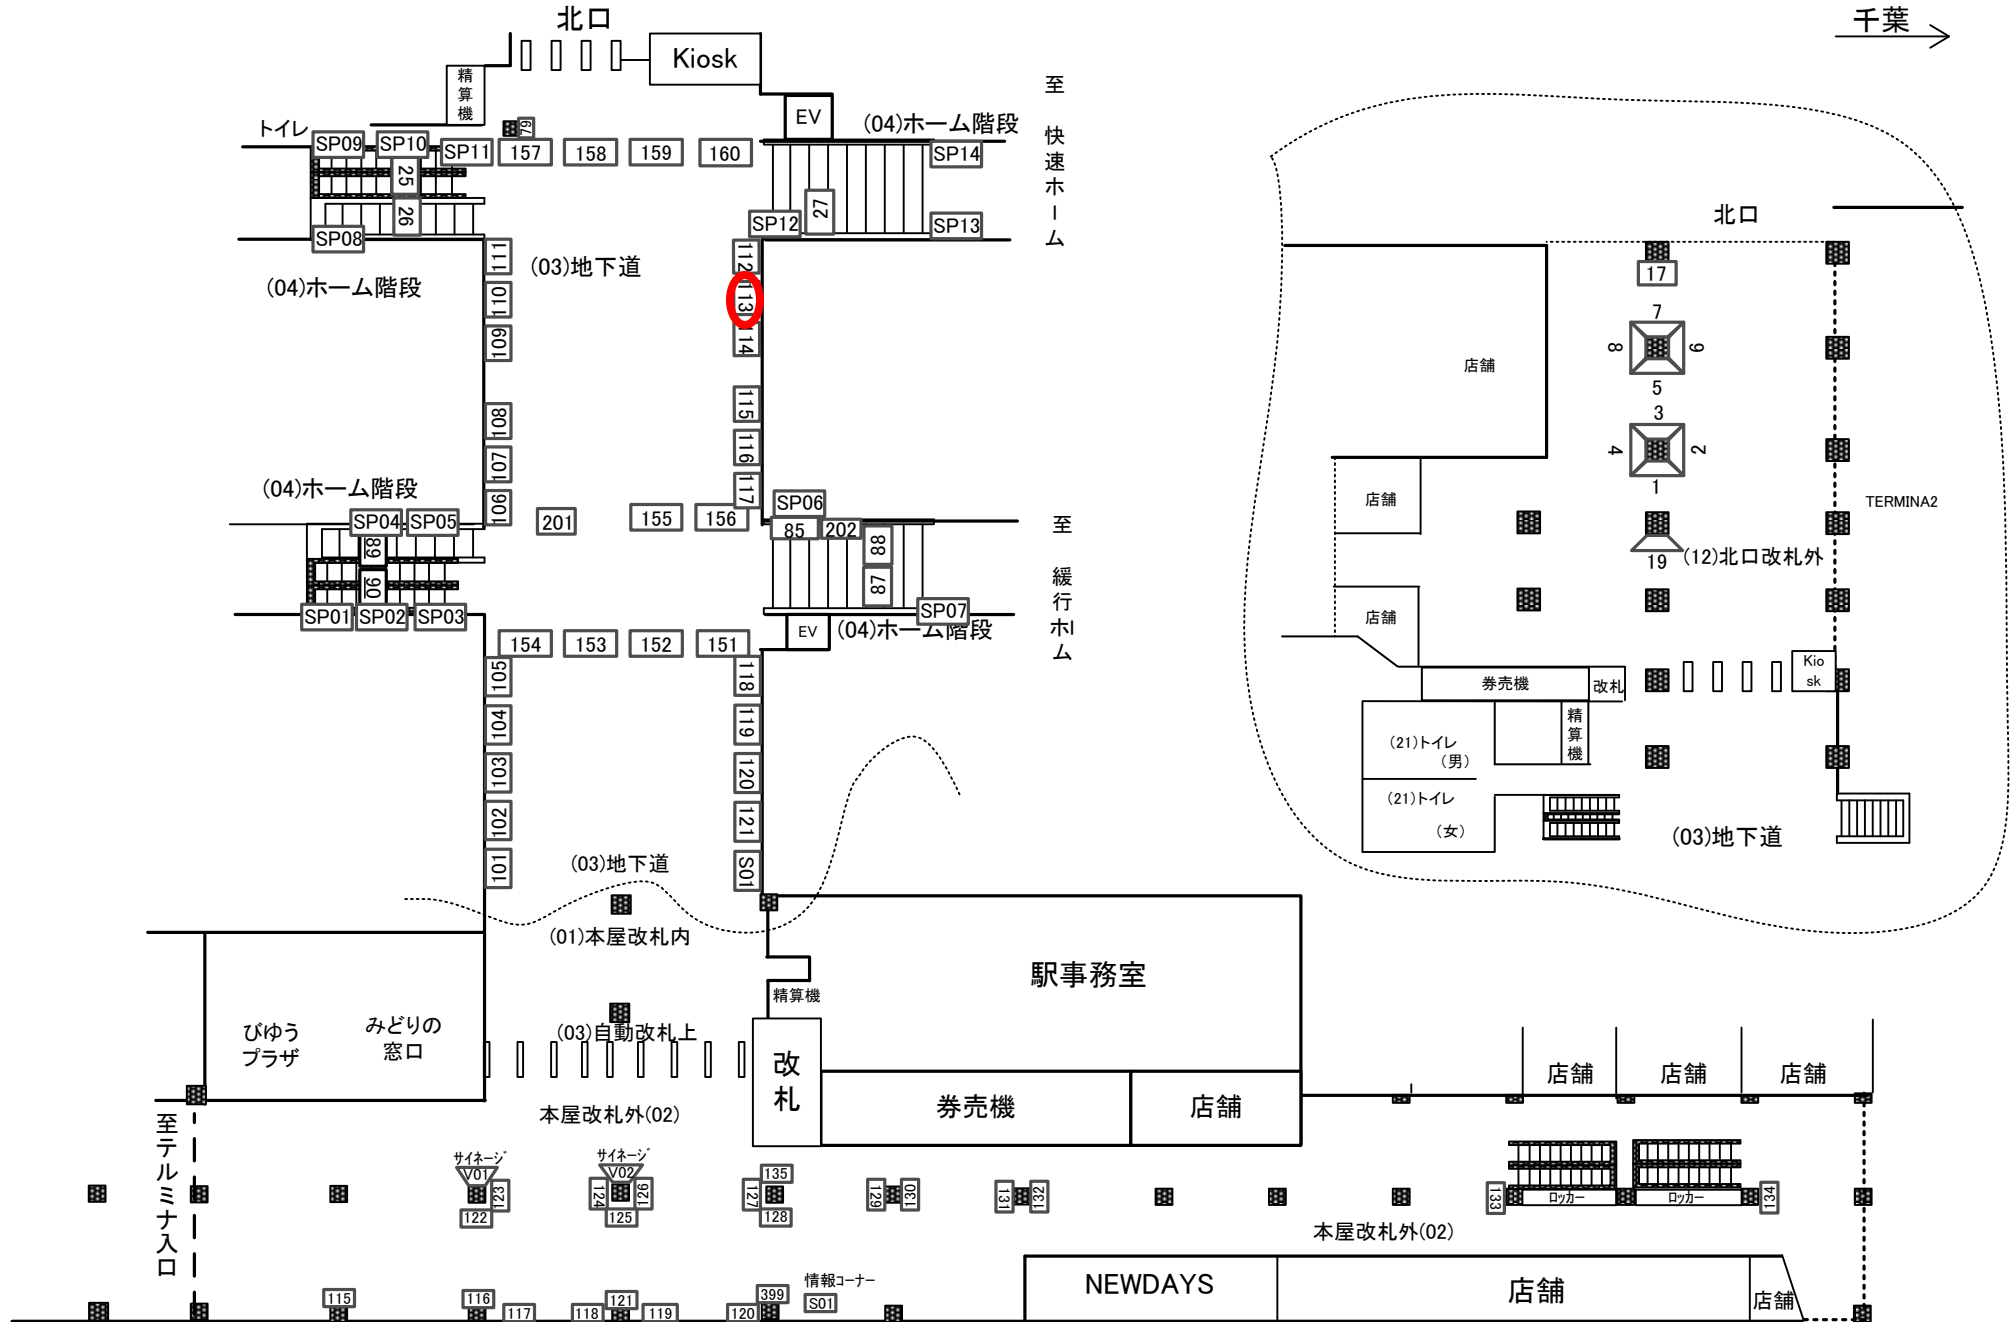 北口
千葉
Kiosk
精算機
EV
トイレ
79
(04)ホーム階段
至 快速ホーム
SP09
SP10
SP11
157
158
159
160
SP14
25
26
27
SP12
SP13
SP08
111
110
109
108
107
106
(03)地下道
112
113
114
115
116
117
(04)ホーム階段
(04)ホーム階段
SP04
SP05
201
155
156
SP06
85
202
88
87
89
90
SP01
SP02
SP03
SP07
EV
(04)ホーム階段
至 緩行ホーム
154
153
152
151
105
104
103
102
101
118
119
120
121
S01
(03)地下道
(01)本屋改札内
(03)自動改札上
精算機
改札
駅事務室
券売機
店舗
びゆう
プラザ
みどりの
窓口
本屋改札外(02)
至テルミナ入口
サイネージ
V01
123
122
サイネージ
V02
124
126
125
135
127
128
129
130
131
132
133
134
ロッカー
ロッカー
店舗
店舗
店舗
本屋改札外(02)
115
116
117
118
121
119
120
399
情報コーナー
S01
NEWDAYS
店舗
店舗
北口
17
7
8
6
5
3
4
2
1
19
(12)北口改札外
TERMINA2
店舗
店舗
店舗
券売機
改札
精算機
Kio
sk
(21)トイレ
(男)
(21)トイレ
(女)
(03)地下道